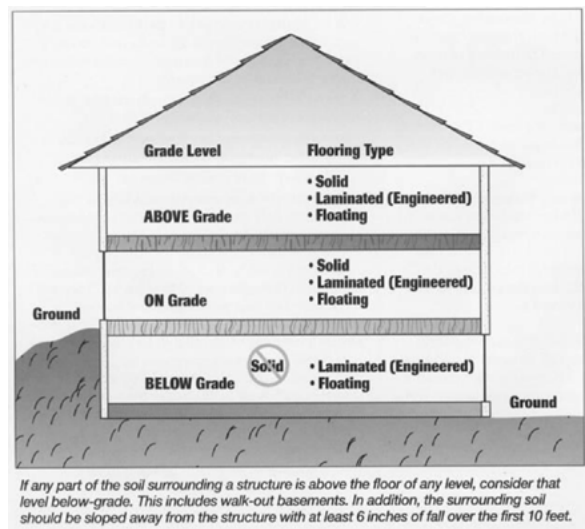 Grade Level Flooring Type
• Solid
• Laminated (Engineered)
ABOVE Grade • Floating
• Solid
• Laminated (Engineered)
ON Grade • Floating
Ground
Solid • Laminated (Engineered)
BELOW Grade • Floating
Ground
If any part of the soil surrounding a structure is above the floor of any level, consider that
level below-grade. This includes walk-out basements. In addition, the surrounding soil
should be sloped away from the structure with at least 6 inches of fall over the first 10 feet.